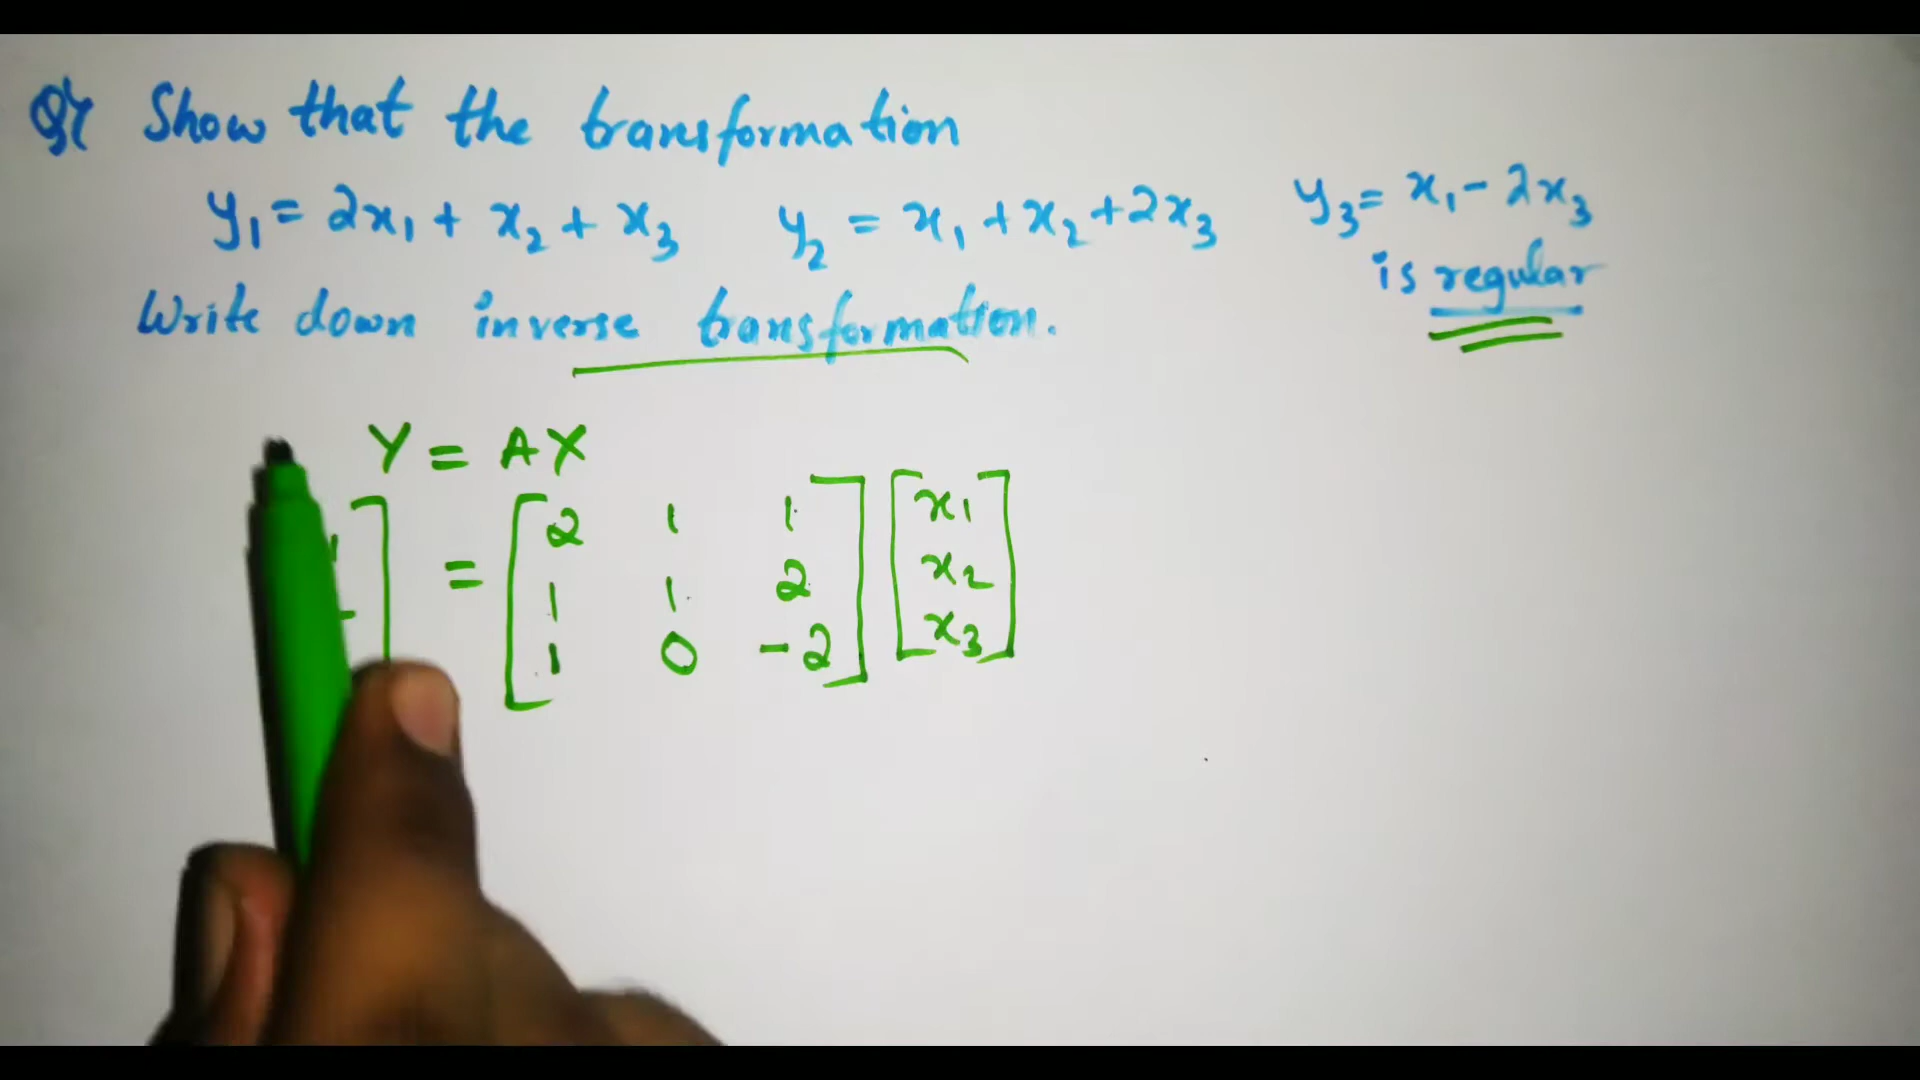 Q1 Show that the transformation
y₁ = 2x₁ + x₂ + x₃ y₂ = x₁ + x₂ + 2x₃ y₃ = x₁ - 2x₃
is regular
Write down inverse transformation.
Y = AX
= [2 1 1] [x₁]
[1 1 2] [x₂]
[1 0 -2] [x₃]